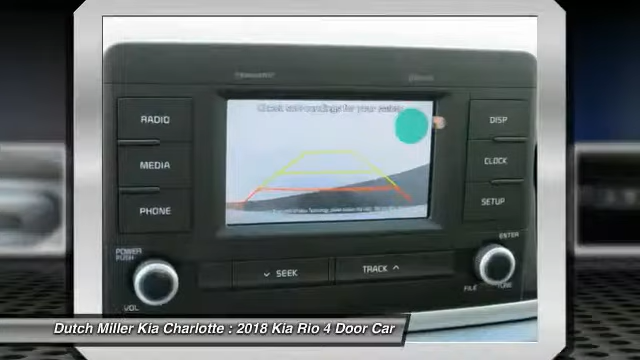 Check surroundings for your safety
RADIO
DISP
MEDIA
CLOCK
PHONE
SETUP
ENTER
POWER
PUSH
SEEK
TRACK
VOL
FILE
TUNE
Dutch Miller Kia Charlotte : 2018 Kia Rio 4 Door Car